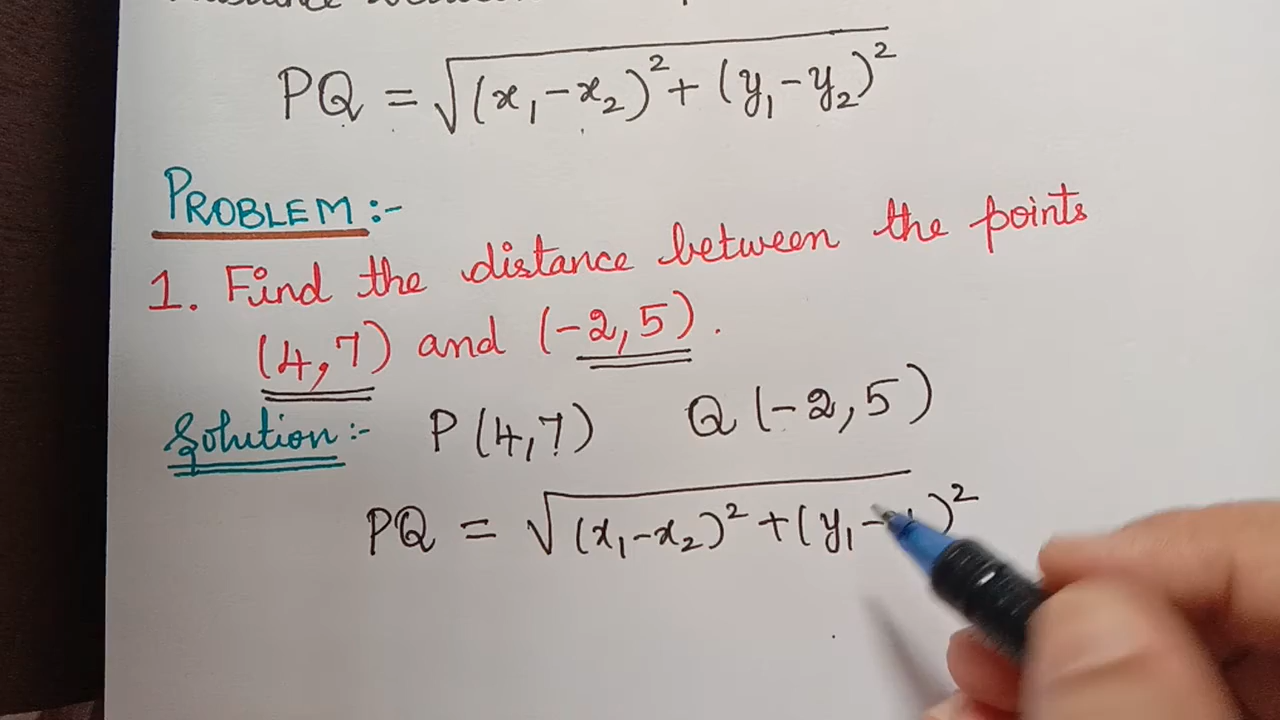 PQ = √(x₁-x₂)² + (y₁-y₂)²
PROBLEM:-
1. Find the distance between the points
(4,7) and (-2,5).
Solution:- P(4,7) Q(-2,5)
PQ = √(x₁-x₂)² + (y₁-